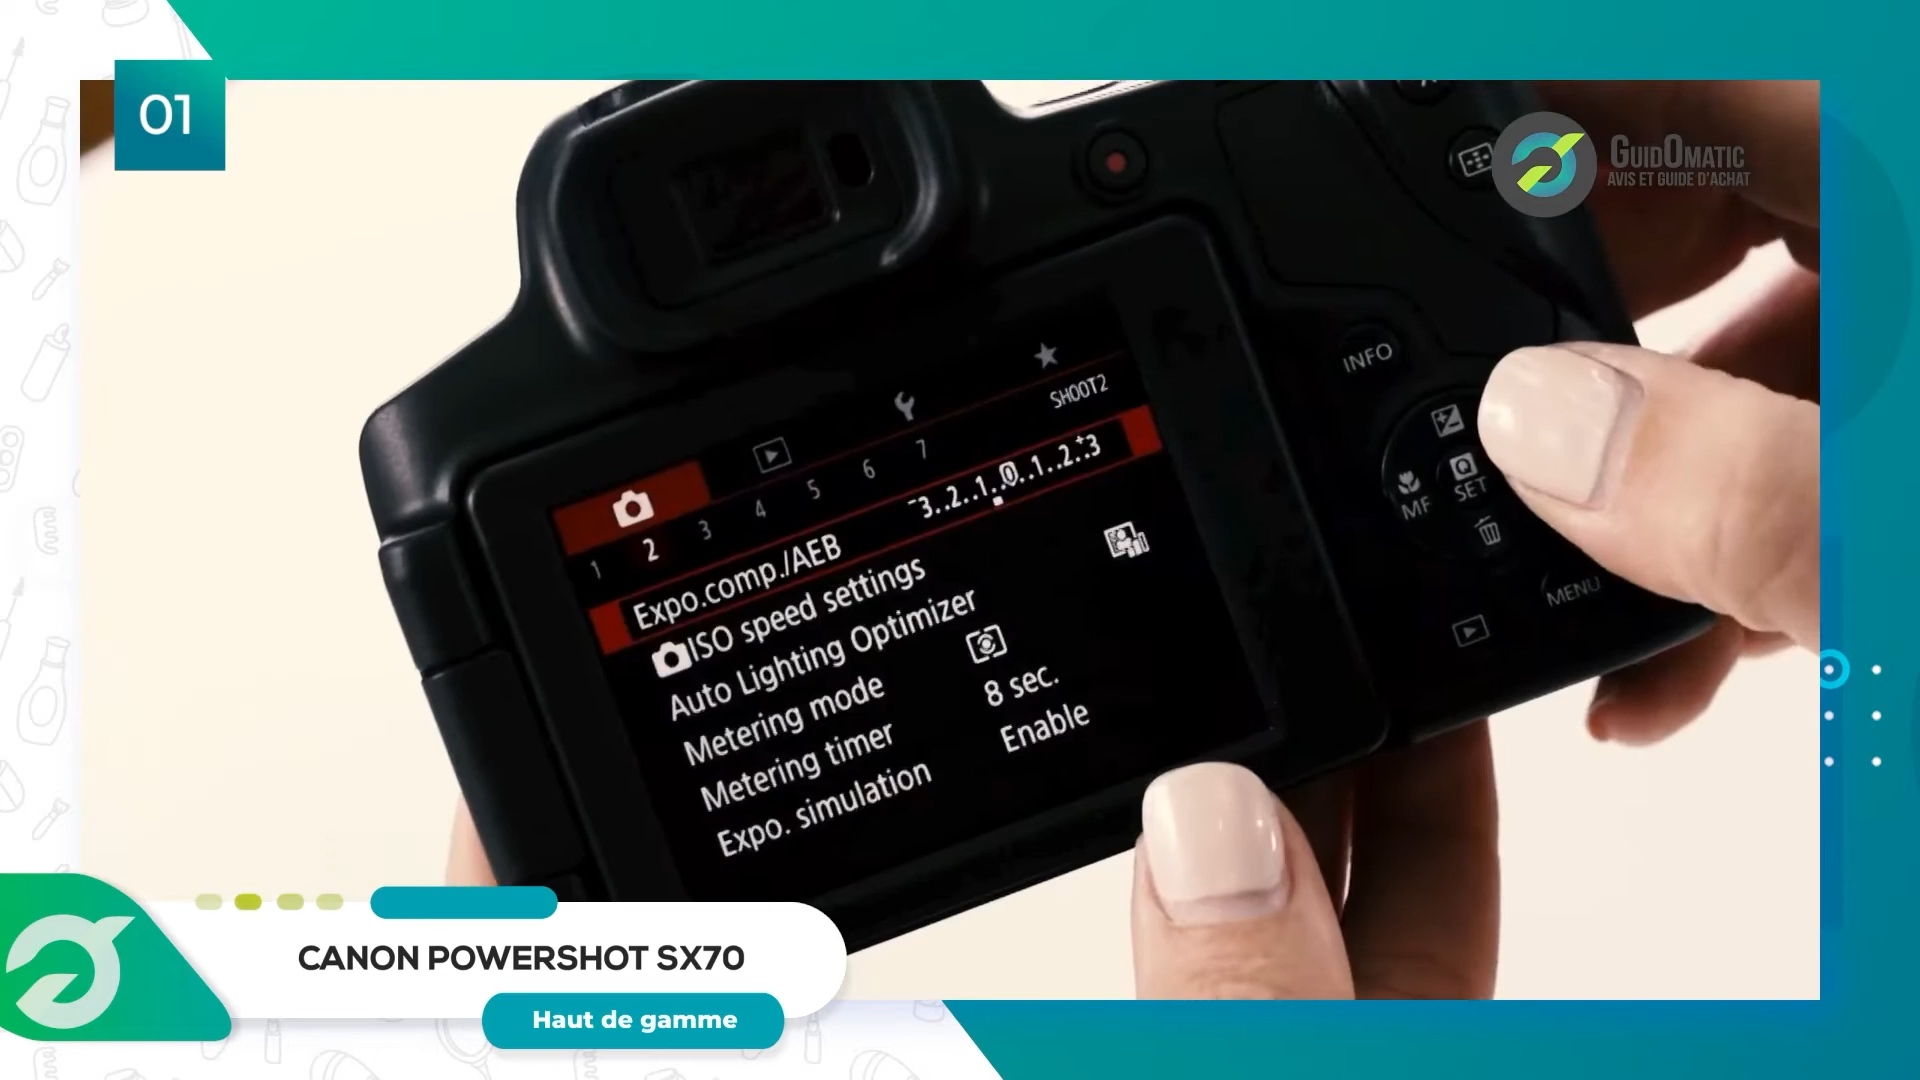 01
GUIDOMATIC
AVIS ET GUIDE D'ACHAT
SHOOT2
1 2 3 4 5 6 7
Expo.comp./AEB -3..2..1..0..1..2..+3
ISO speed settings
Auto Lighting Optimizer
Metering mode
Metering timer 8 sec.
Expo. simulation Enable
INFO
MF
Q
SET
MENU
CANON POWERSHOT SX70
Haut de gamme